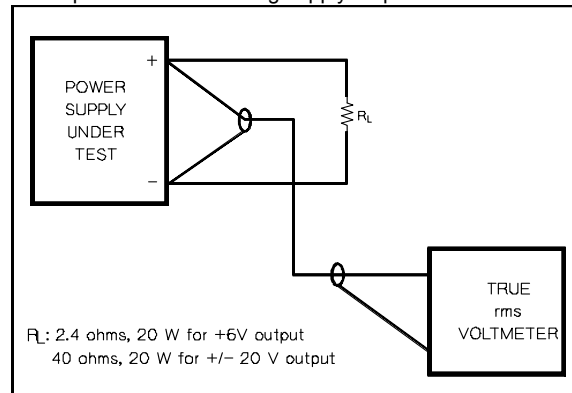 +
POWER
SUPPLY
UNDER
TEST
−
RL
TRUE
rms
VOLTMETER
RL: 2.4 ohms, 20 W for +6V output
40 ohms, 20 W for +/- 20 V output